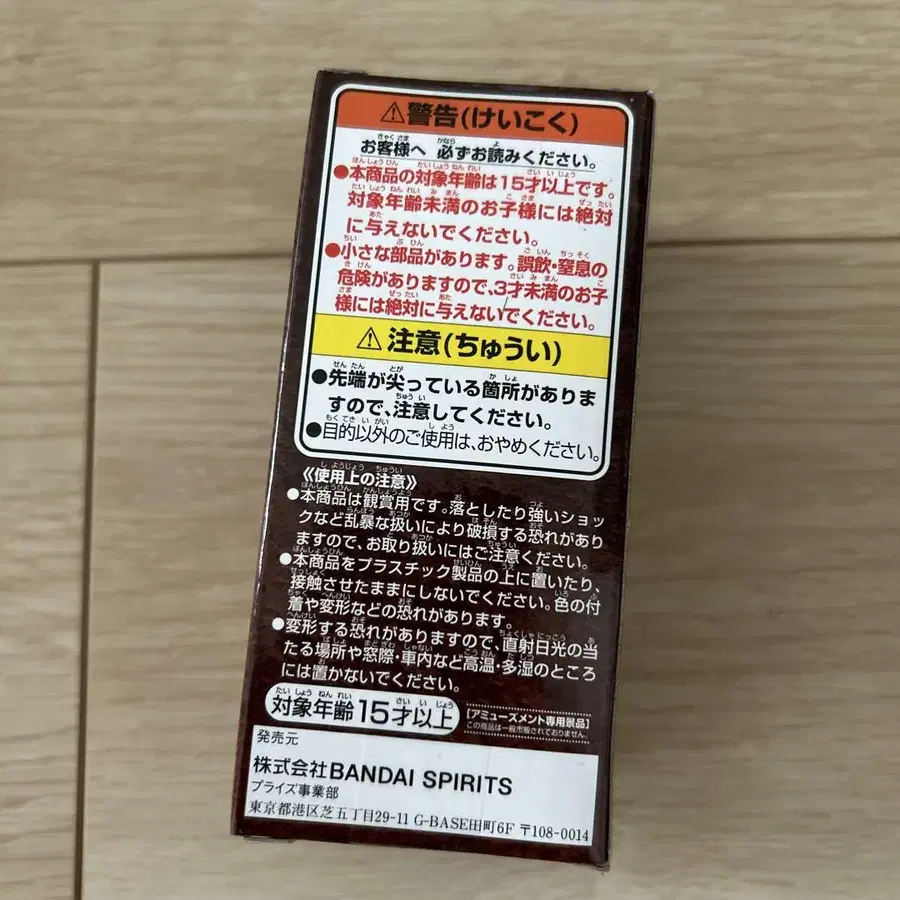 ⚠警告(けいこく)
お客様へ 必ずお読みください。
●本商品の対象年齢は15才以上です。
対象年齢未満のお子様には絶対
に与えないでください。
●小さな部品があります。誤飲・窒息の
危険がありますので、3才未満のお子
様には絶対に与えないでください。
⚠注意(ちゅうい)
●先端が尖っている箇所がありま
すので、注意してください。
●目的以外のご使用は、おやめください。
《使用上の注意》
●本商品は観賞用です。落としたり強いショッ
クなど乱暴な扱いにより破損する恐れがあり
ますので、お取り扱いにはご注意ください。
●本商品をプラスチック製品の上に置いたり、
接触させたままにしないでください。色の付
着や変形などの恐れがあります。
●変形する恐れがありますので、直射日光の当
たる場所や窓際・車内など高温・多湿のところ
には置かないでください。
対象年齢15才以上
[アミューズメント専用景品]
この商品は一般市販されておりません。
発売元
株式会社BANDAI SPIRITS
プライズ事業部
東京都港区芝五丁目29-11 G-BASE田町6F 〒108-0014